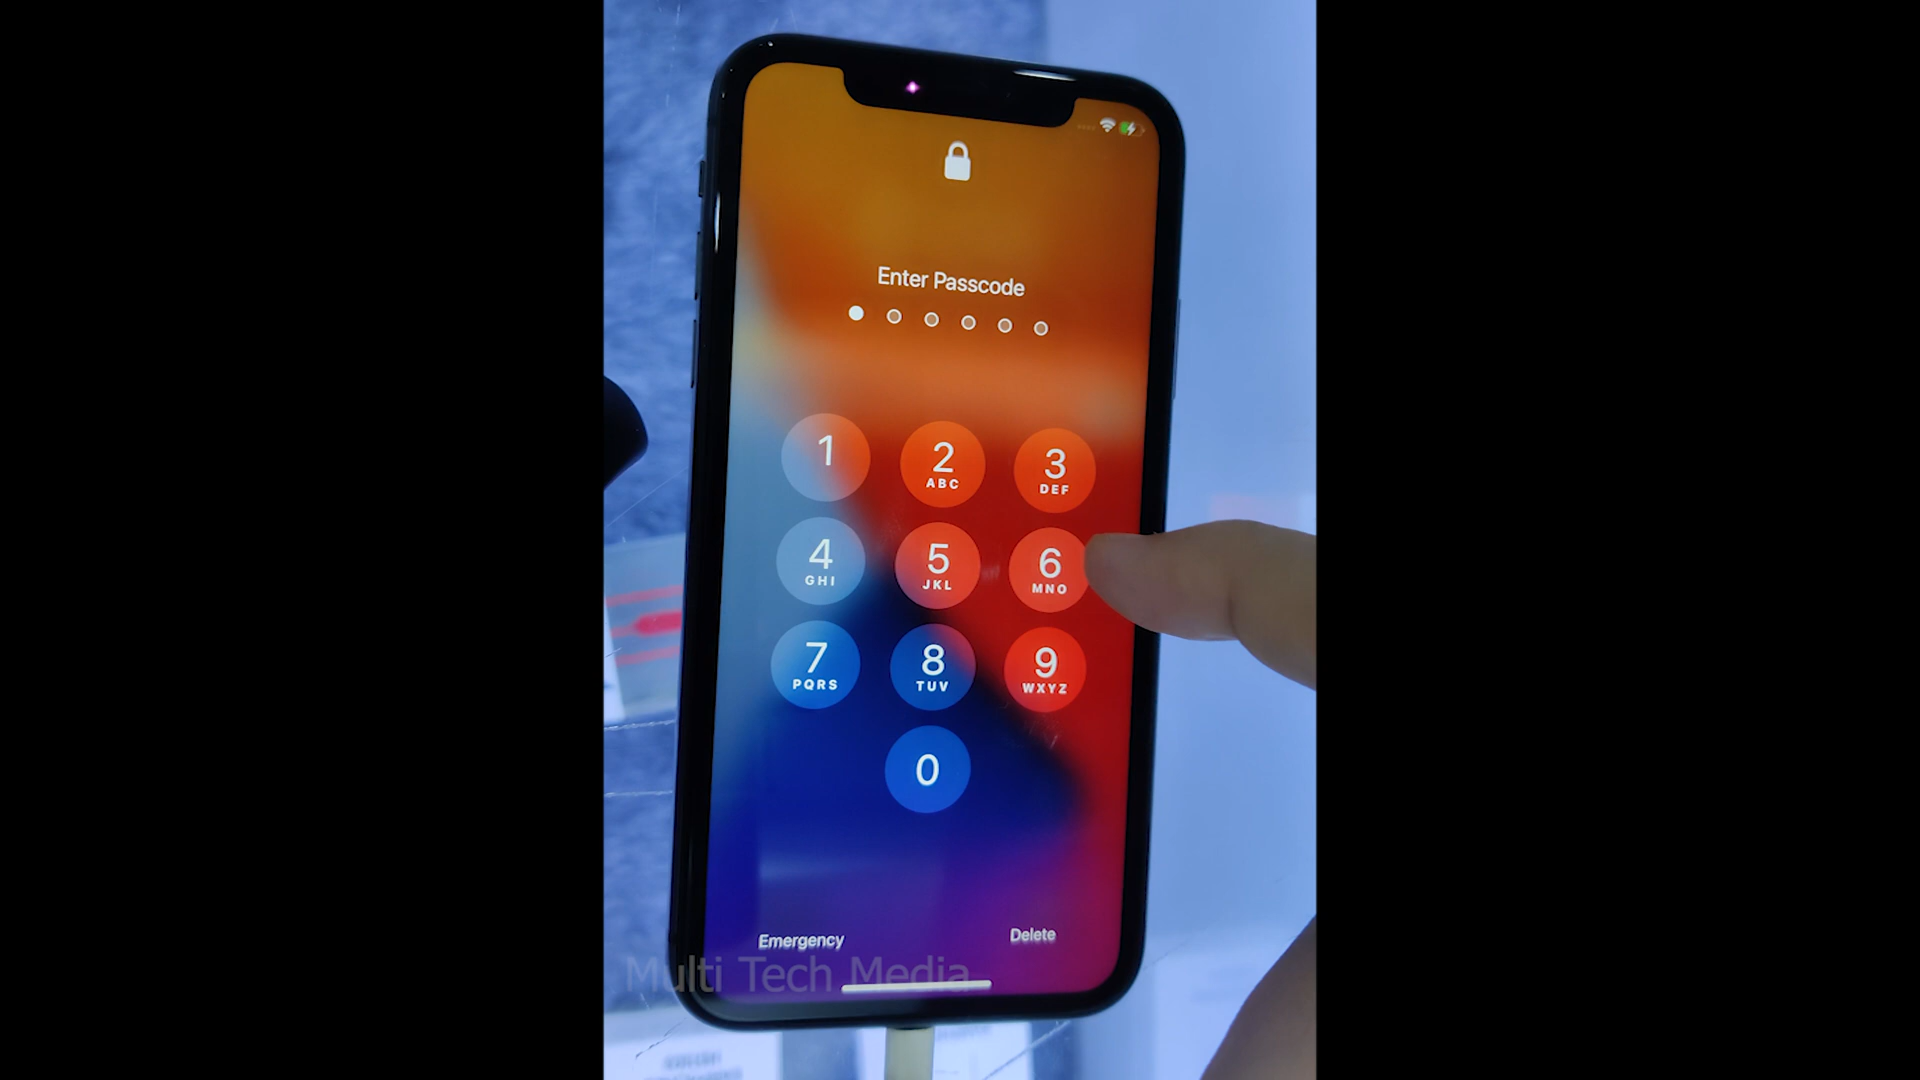 Enter Passcode
1
2
ABC
3
DEF
4
GHI
5
JKL
6
MNO
7
PQRS
8
TUV
9
WXYZ
0
Emergency
Delete
Multi Tech Media